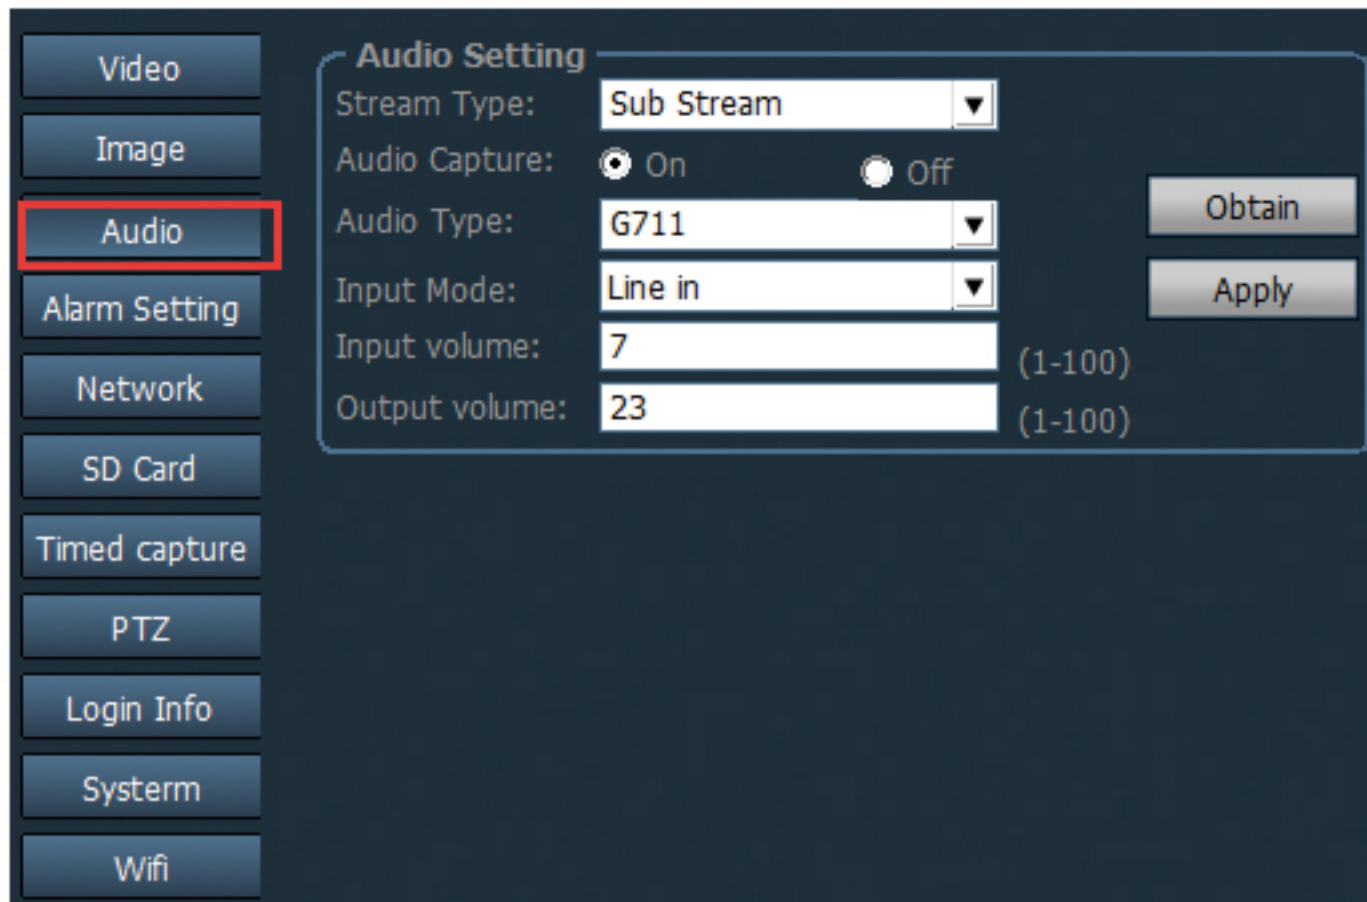 Video
Image
Audio
Alarm Setting
Network
SD Card
Timed capture
PTZ
Login Info
Systerm
Wifi
Audio Setting
Stream Type: Sub Stream
Audio Capture: On Off
Audio Type: G711
Input Mode: Line in
Input volume: 7 (1-100)
Output volume: 23 (1-100)
Obtain
Apply